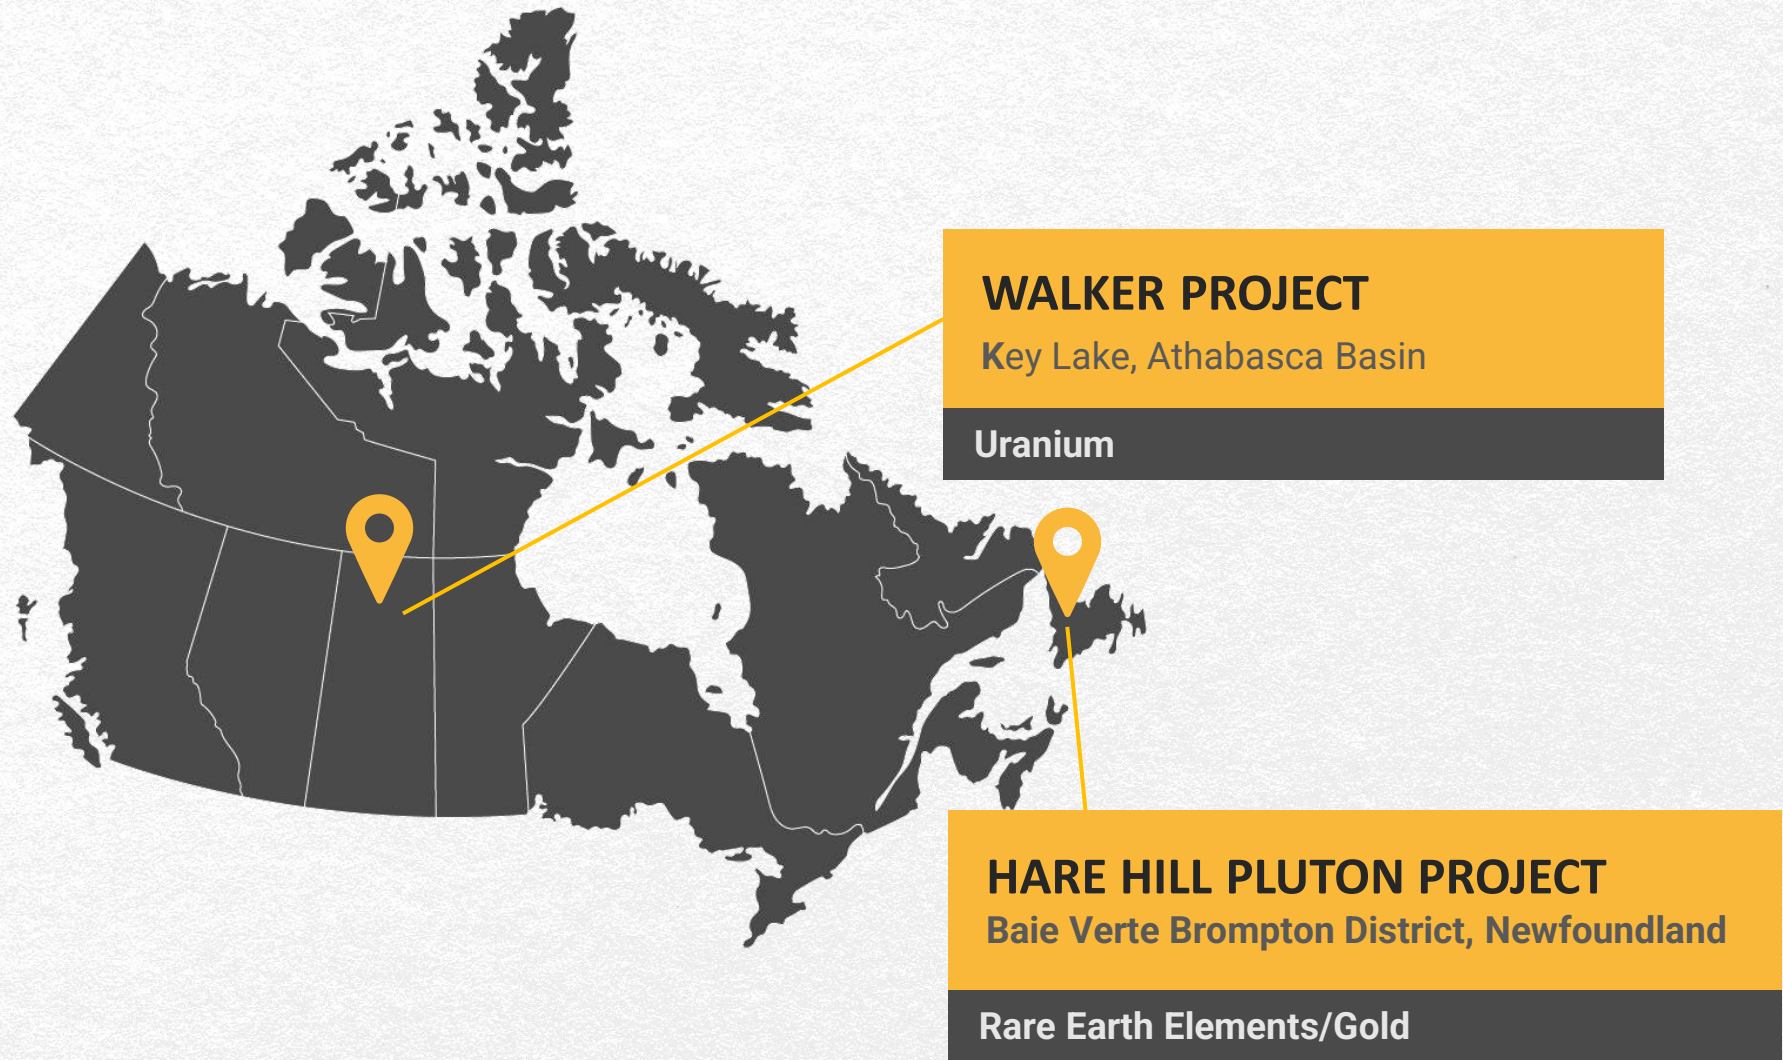 WALKER PROJECT
Key Lake, Athabasca Basin
Uranium
HARE HILL PLUTON PROJECT
Baie Verte Brompton District, Newfoundland
Rare Earth Elements/Gold